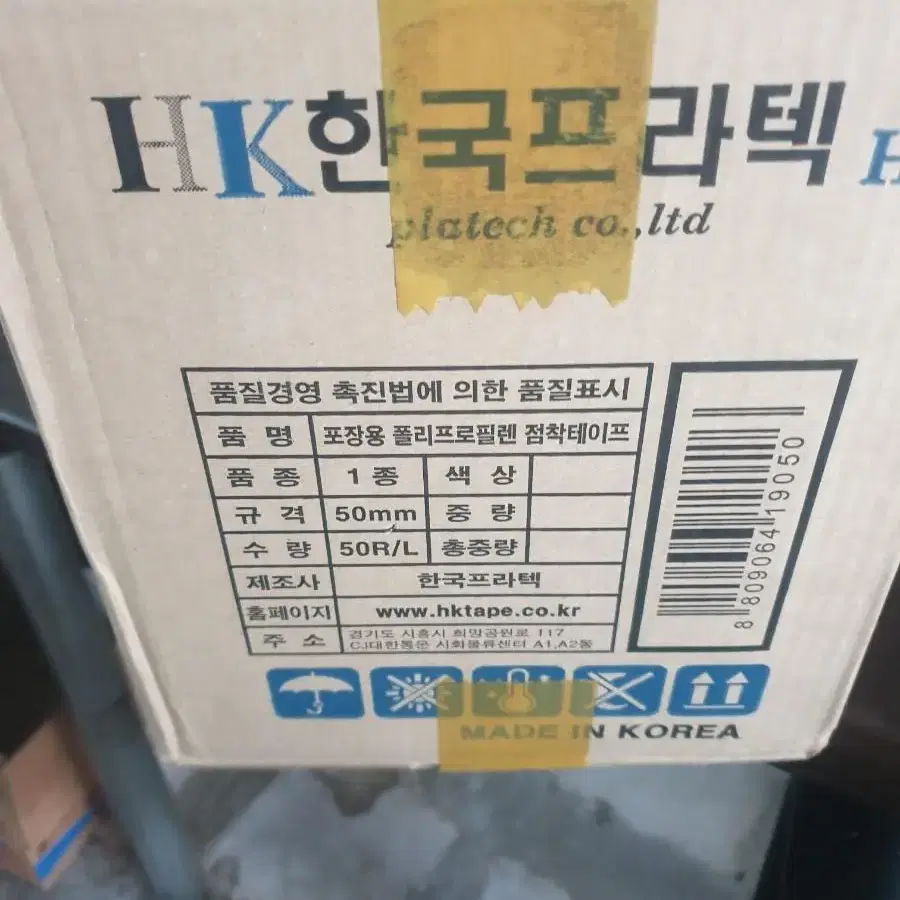 HK한국프라텍 H
platech co.,ltd
품질경영 촉진법에 의한 품질표시
품 명 포장용 폴리프로필렌 점착테이프
품 종 1 종 색 상
규 격 50mm 중 량
수 량 50R/L 총중량
제조사 한국프라텍
홈페이지 www.hktape.co.kr
주 소 경기도 시흥시 희망공원로 117
CJ대한통운 시화물류센터 A1,A2동
8 809064 119050
MADE IN KOREA